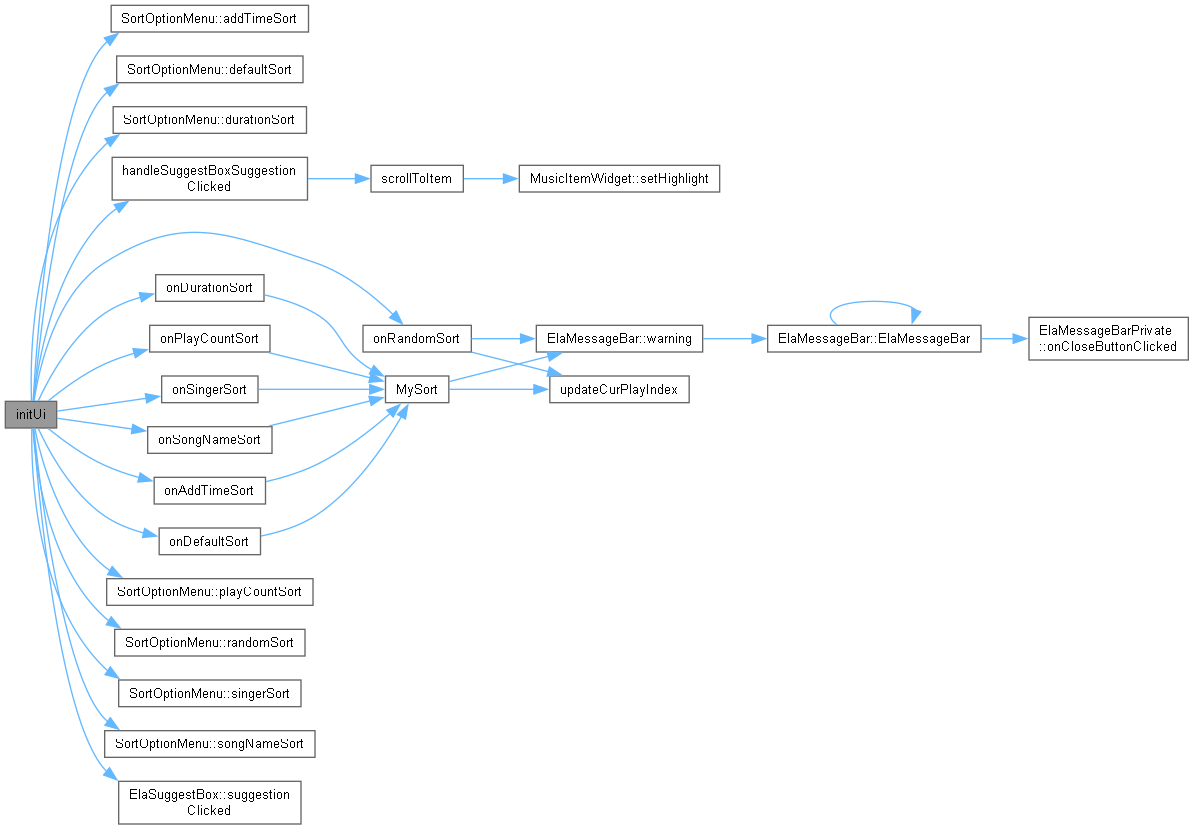 SortOptionMenu::addTimeSort
SortOptionMenu::defaultSort
SortOptionMenu::durationSort
handleSuggestBoxSuggestion
Clicked
scrollToItem
MusicItemWidget::setHighlight
onDurationSort
onPlayCountSort
onRandomSort
ElaMessageBar::warning
ElaMessageBar::ElaMessageBar
ElaMessageBarPrivate
::onCloseButtonClicked
onSingerSort
MySort
updateCurPlayIndex
initUi
onSongNameSort
onAddTimeSort
onDefaultSort
SortOptionMenu::playCountSort
SortOptionMenu::randomSort
SortOptionMenu::singerSort
SortOptionMenu::songNameSort
ElaSuggestBox::suggestion
Clicked